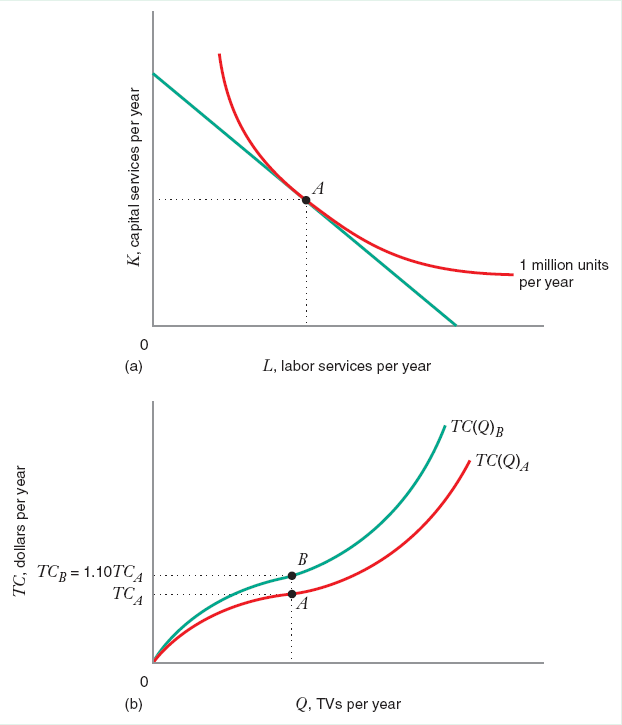 K, capital services per year
A
1 million units
per year
0
(a)
L, labor services per year
TC, dollars per year
TC(Q)B
TC(Q)A
B
TCB = 1.10TCA
TCA
A
0
(b)
Q, TVs per year